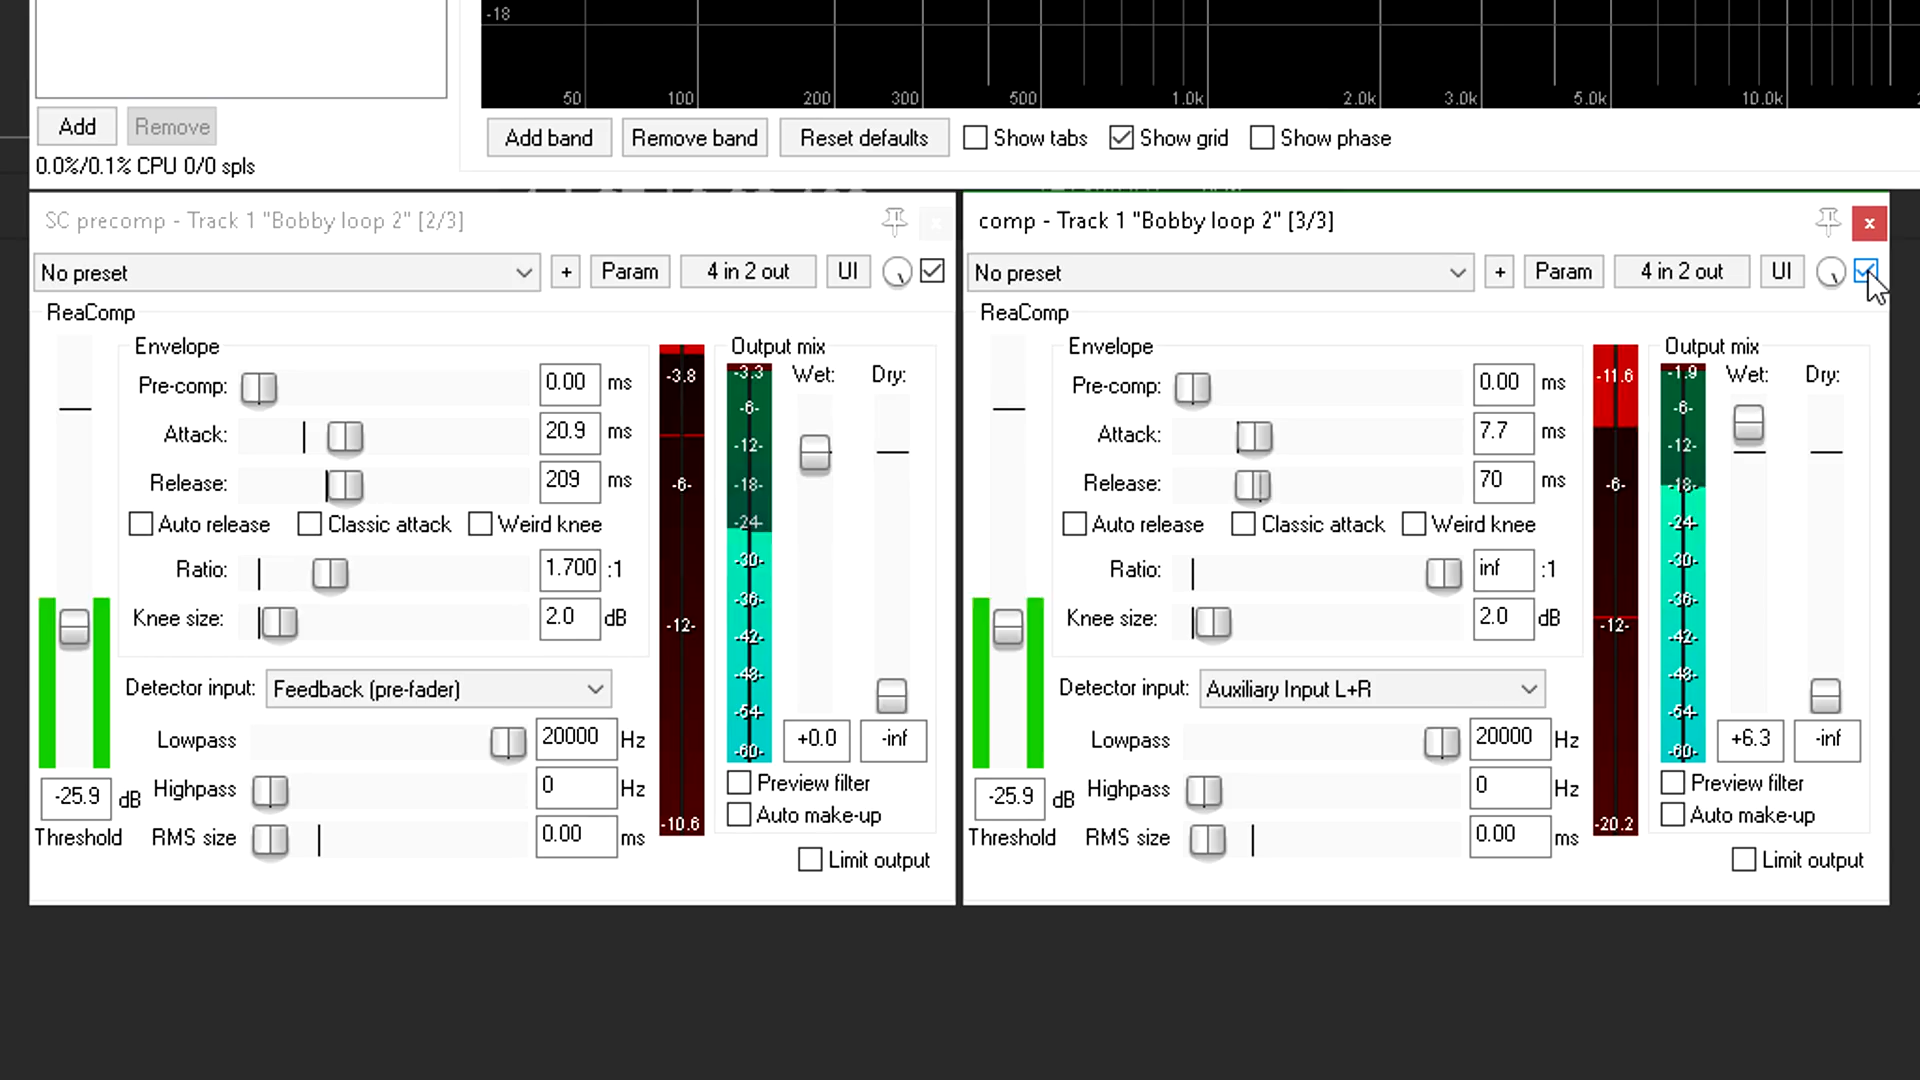 -18
50 100 200 300 500 1.0k 2.0k 3.0k 5.0k 10.0k
Add Remove
Add band Remove band Reset defaults Show tabs Show grid Show phase
0.0%/0.1% CPU 0/0 spls
SC precomp - Track 1 "Bobby loop 2" [2/3] x
No preset + Param 4 in 2 out UI
ReaComp
Envelope
Pre-comp: 0.00 ms
Attack: 20.9 ms
Release: 209 ms
Auto release Classic attack Weird knee
Ratio: 1.700 :1
Knee size: 2.0 dB
Detector input: Feedback (pre-fader)
Lowpass 20000 Hz
Highpass 0 Hz
RMS size 0.00 ms
-25.9 dB
Threshold
-3.8
-6-
-12-
-10.6
Output mix
Wet: Dry:
-3.3
-6-
-12-
-18-
-24-
-30-
-36-
-42-
-48-
-54-
-60-
+0.0 -inf
Preview filter
Auto make-up
Limit output
comp - Track 1 "Bobby loop 2" [3/3] x
No preset + Param 4 in 2 out UI
ReaComp
Envelope
Pre-comp: 0.00 ms
Attack: 7.7 ms
Release: 70 ms
Auto release Classic attack Weird knee
Ratio: inf :1
Knee size: 2.0 dB
Detector input: Auxiliary Input L+R
Lowpass 20000 Hz
Highpass 0 Hz
RMS size 0.00 ms
-25.9 dB
Threshold
-11.6
-6-
-12-
-20.2
Output mix
Wet: Dry:
-1.9
-6-
-12-
-18-
-24-
-30-
-36-
-42-
-48-
-54-
-60-
+6.3 -inf
Preview filter
Auto make-up
Limit output